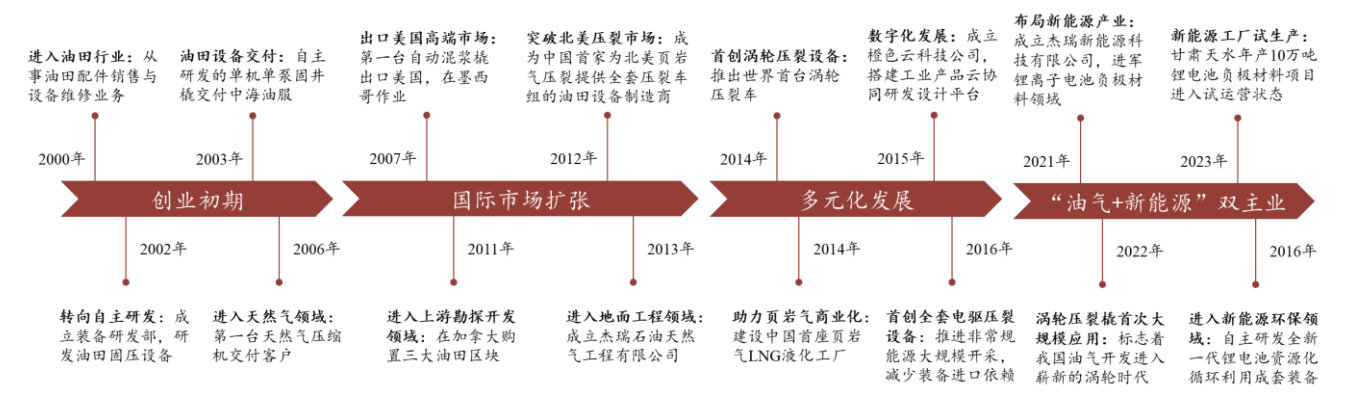 进入油田行业：从
事油田配件销售与
设备维修业务
油田设备交付：自主
研发的单机单泵固井
橇交付中海油服
出口美国高端市场：
第一台自动混浆橇
出口美国，在墨西
哥作业
突破北美压裂市场：成
为中国首家为北美页岩
气压裂提供全套压裂车
组的油田设备制造商
首创涡轮压裂设备：
推出世界首台涡轮
压裂车
数字化发展：成立
橙色云科技公司，
搭建工业产品云协
同研发设计平台
布局新能源产业：
成立杰瑞新能源科
技有限公司，进军
锂离子电池负极材
料领域
新能源工厂试生产：
甘肃天水年产10万吨
锂电池负极材料项目
进入试运营状态
2000年
2003年
2007年
2012年
2014年
2015年
2021年
2023年
创业初期
国际市场扩张
多元化发展
“油气+新能源”双主业
2002年
2006年
2011年
2013年
2014年
2016年
2022年
2016年
转向自主研发：成
立装备研发部，研
发油田固压设备
进入天然气领域：
第一台天然气压缩
机交付客户
进入上游勘探开发
领域：在加拿大购
置三大油田区块
进入地面工程领域：
成立杰瑞石油天然
气工程有限公司
助力页岩气商业化：
建设中国首座页岩
气LNG液化工厂
首创全套电驱压裂
设备：推进非常规
能源大规模开采，
减少装备进口依赖
涡轮压裂橇首次大
规模应用：标志着
我国油气开发进入
崭新的涡轮时代
进入新能源环保领
域：自主研发全新
一代锂电池资源化
循环利用成套装备